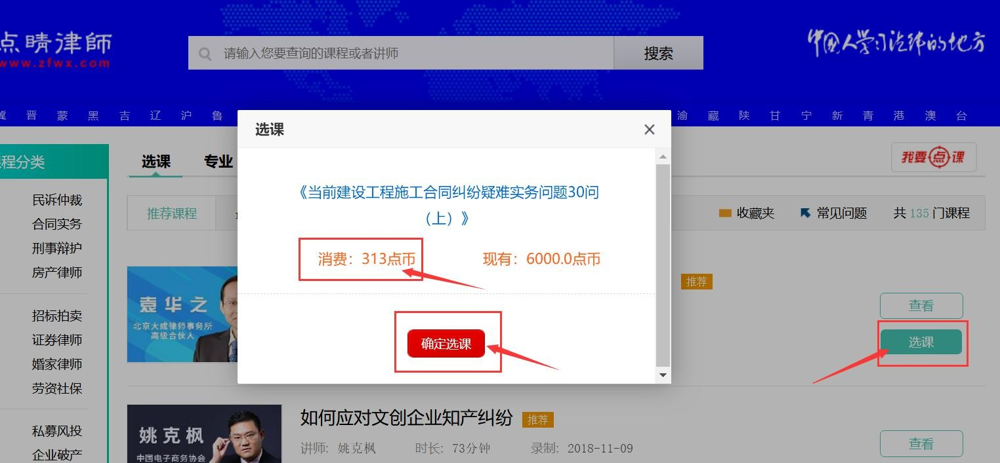 点晴律師
www.zfwx.com
请输入您要查询的课程或者讲师
搜索
中国人学习法律的地方
冀 晋 蒙 黑 吉 辽 沪 鲁
渝 藏 陕 甘 宁 新 青 港 澳 台
选课
程分类
选课 专业
我要点课
推荐课程
收藏夹 常见问题 共 135 门课程
民诉仲裁
合同实务
刑事辩护
房产律师
招标拍卖
证券律师
婚家律师
劳资社保
私募风投
企业破产
《当前建设工程施工合同纠纷疑难实务问题30问
（上）》
消费：313点币 现有：6000.0点币
确定选课
袁华之
北京大成律师事务所
高级合伙人
推荐
查看
选课
姚克枫
中国电子商务协会
如何应对文创企业知产纠纷 推荐
讲师: 姚克枫 时长: 73分钟 录制: 2018-11-09
查看